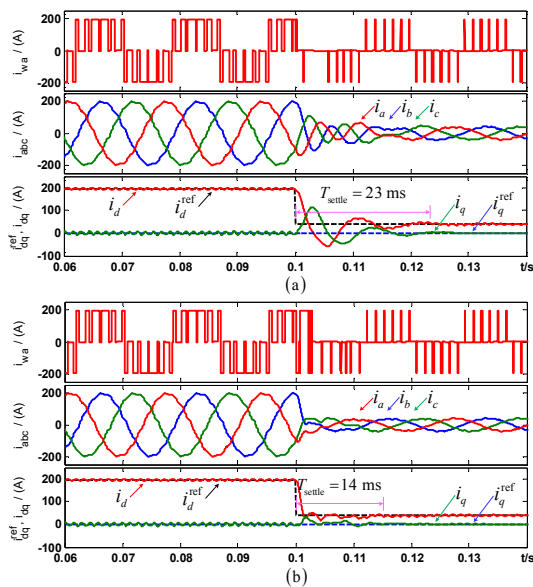 (a)
i_wa / (A)
200
0
-200
i_abc / (A)
200
0
-200
i_a i_b i_c
i_dq^ref , i_dq / (A)
200
100
0
-100
i_d i_d^ref
T_settle = 23 ms
i_q i_q^ref
0.06 0.07 0.08 0.09 0.1 0.11 0.12 0.13 t/s
(a)
i_wa / (A)
200
0
-200
i_abc / (A)
200
0
-200
i_a i_b i_c
i_dq^ref , i_dq / (A)
200
100
0
-100
i_d i_d^ref
T_settle = 14 ms
i_q i_q^ref
0.06 0.07 0.08 0.09 0.1 0.11 0.12 0.13 t/s
(b)